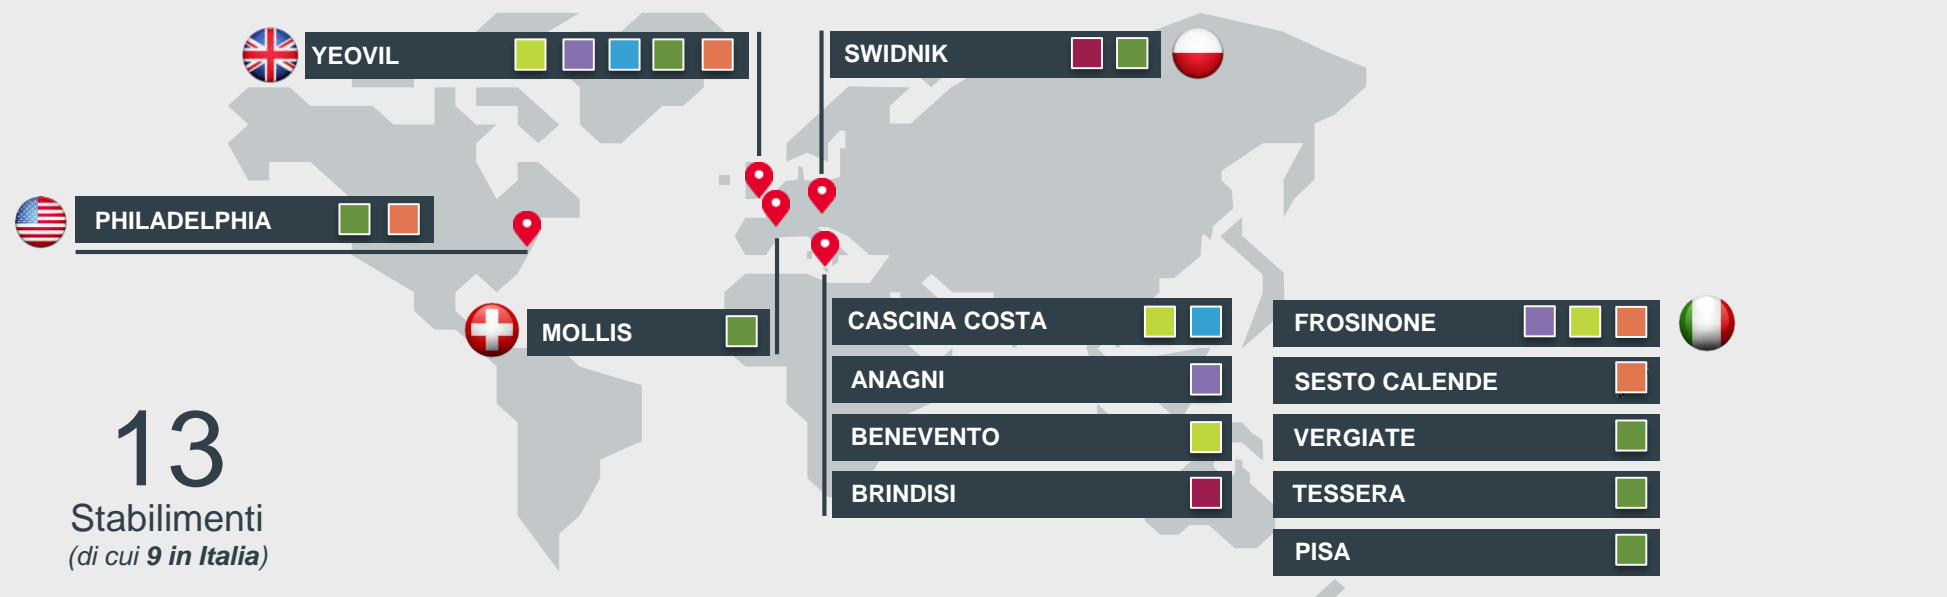 YEOVIL
SWIDNIK
PHILADELPHIA
MOLLIS
CASCINA COSTA
ANAGNI
BENEVENTO
BRINDISI
FROSINONE
SESTO CALENDE
VERGIATE
TESSERA
PISA
13
Stabilimenti
(di cui 9 in Italia)